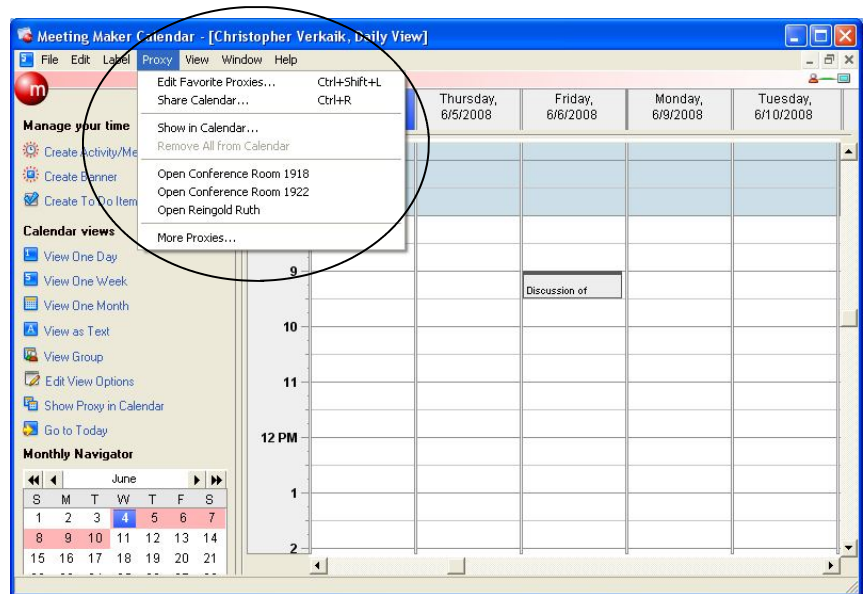 Meeting Maker Calendar - [Christopher Verkaik, Daily View]
File Edit Label Proxy View Window Help
m
Edit Favorite Proxies... Ctrl+Shift+L
Share Calendar... Ctrl+R
Show in Calendar...
Remove All from Calendar
Open Conference Room 1918
Open Conference Room 1922
Open Reingold Ruth
More Proxies...
Manage your time
Create Activity/Me
Create Banner
Create To Do Item
Calendar views
View One Day
View One Week
View One Month
View as Text
View Group
Edit View Options
Show Proxy in Calendar
Go to Today
Monthly Navigator
June
S M T W T F S
1 2 3 4 5 6 7
8 9 10 11 12 13 14
15 16 17 18 19 20 21
Thursday, Friday, Monday, Tuesday,
6/5/2008 6/6/2008 6/9/2008 6/10/2008
9
Discussion of
10
11
12 PM
1
2